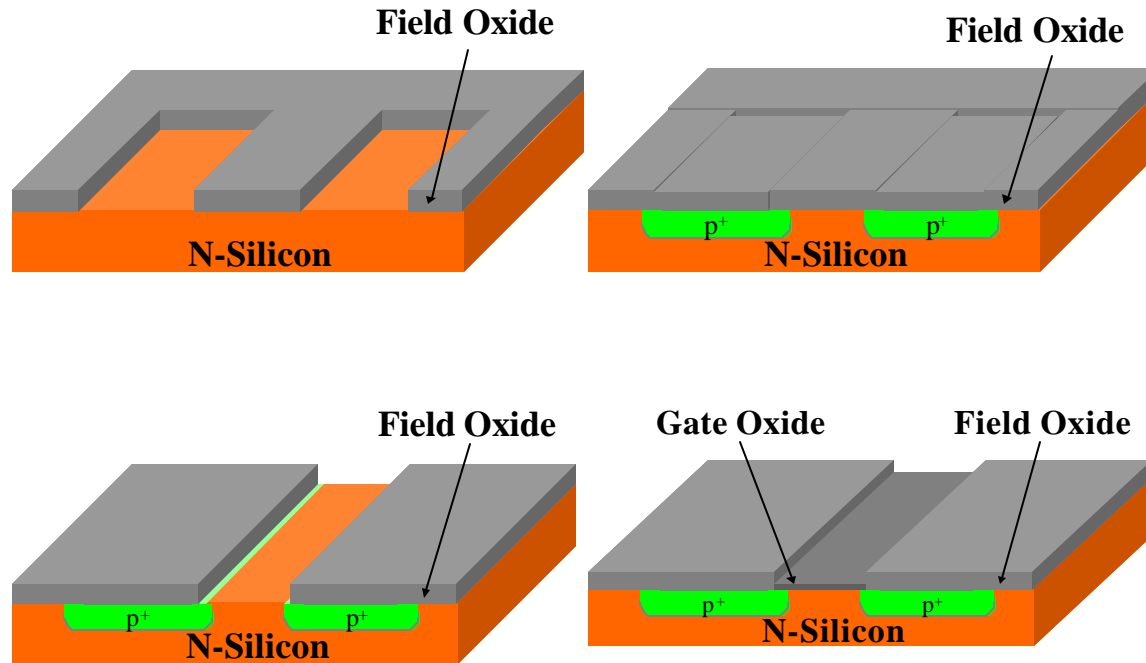 Field Oxide
p⁺ p⁺
N-Silicon
Field Oxide
N-Silicon
Field Oxide
p⁺ p⁺
N-Silicon
Gate Oxide Field Oxide
p⁺ p⁺
N-Silicon